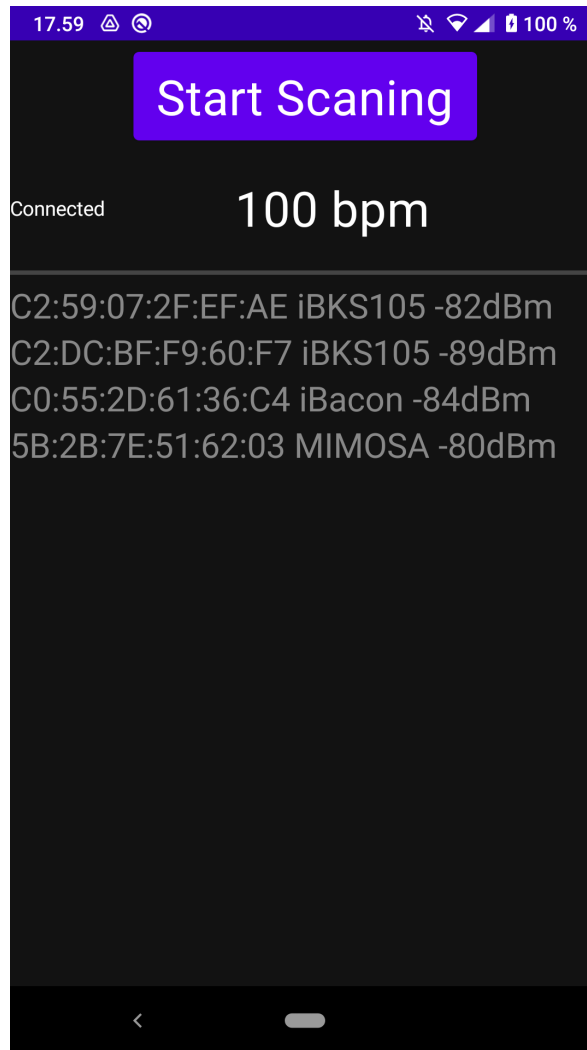 17.59 100 %
Start Scaning
Connected 100 bpm
C2:59:07:2F:EF:AE iBKS105 -82dBm
C2:DC:BF:F9:60:F7 iBKS105 -89dBm
C0:55:2D:61:36:C4 iBacon -84dBm
5B:2B:7E:51:62:03 MIMOSA -80dBm